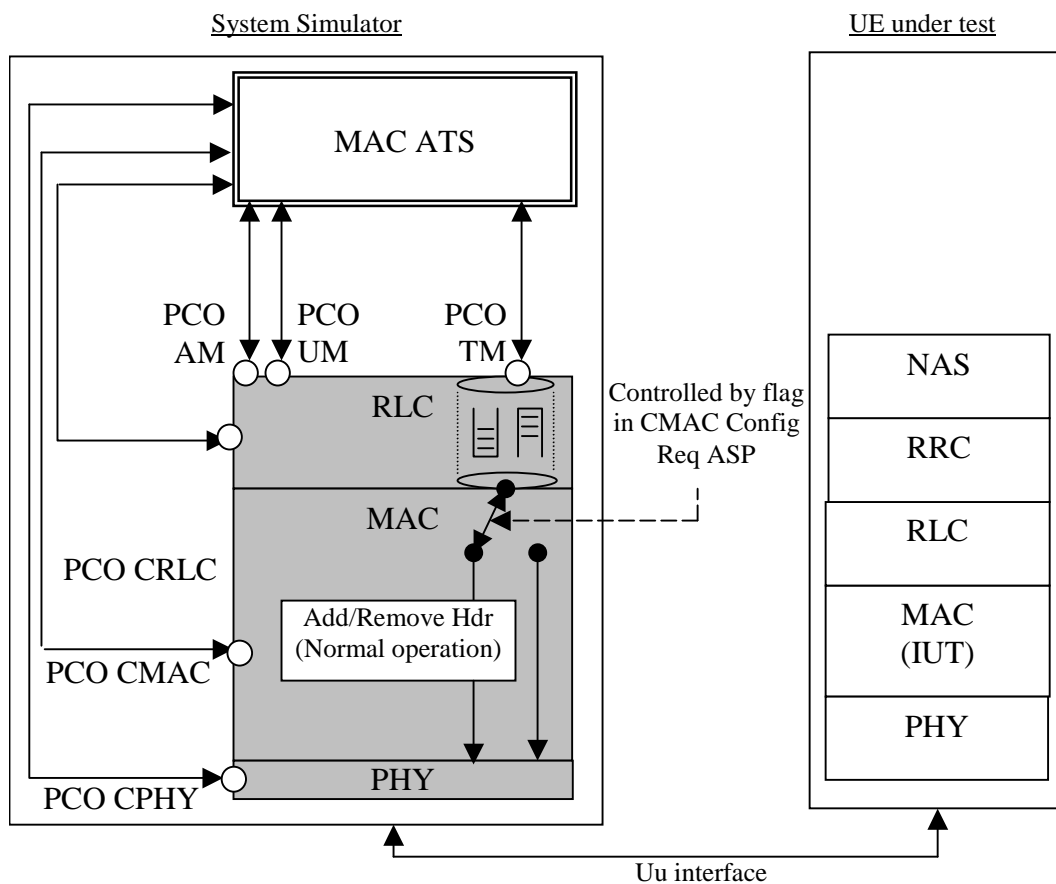 System Simulator
UE under test
MAC ATS
PCO
AM
PCO
UM
PCO
TM
RLC
Controlled by flag
in CMAC Config
Req ASP
MAC
PCO CRLC
Add/Remove Hdr
(Normal operation)
PCO CMAC
PHY
PCO CPHY
NAS
RRC
RLC
MAC
(IUT)
PHY
Uu interface